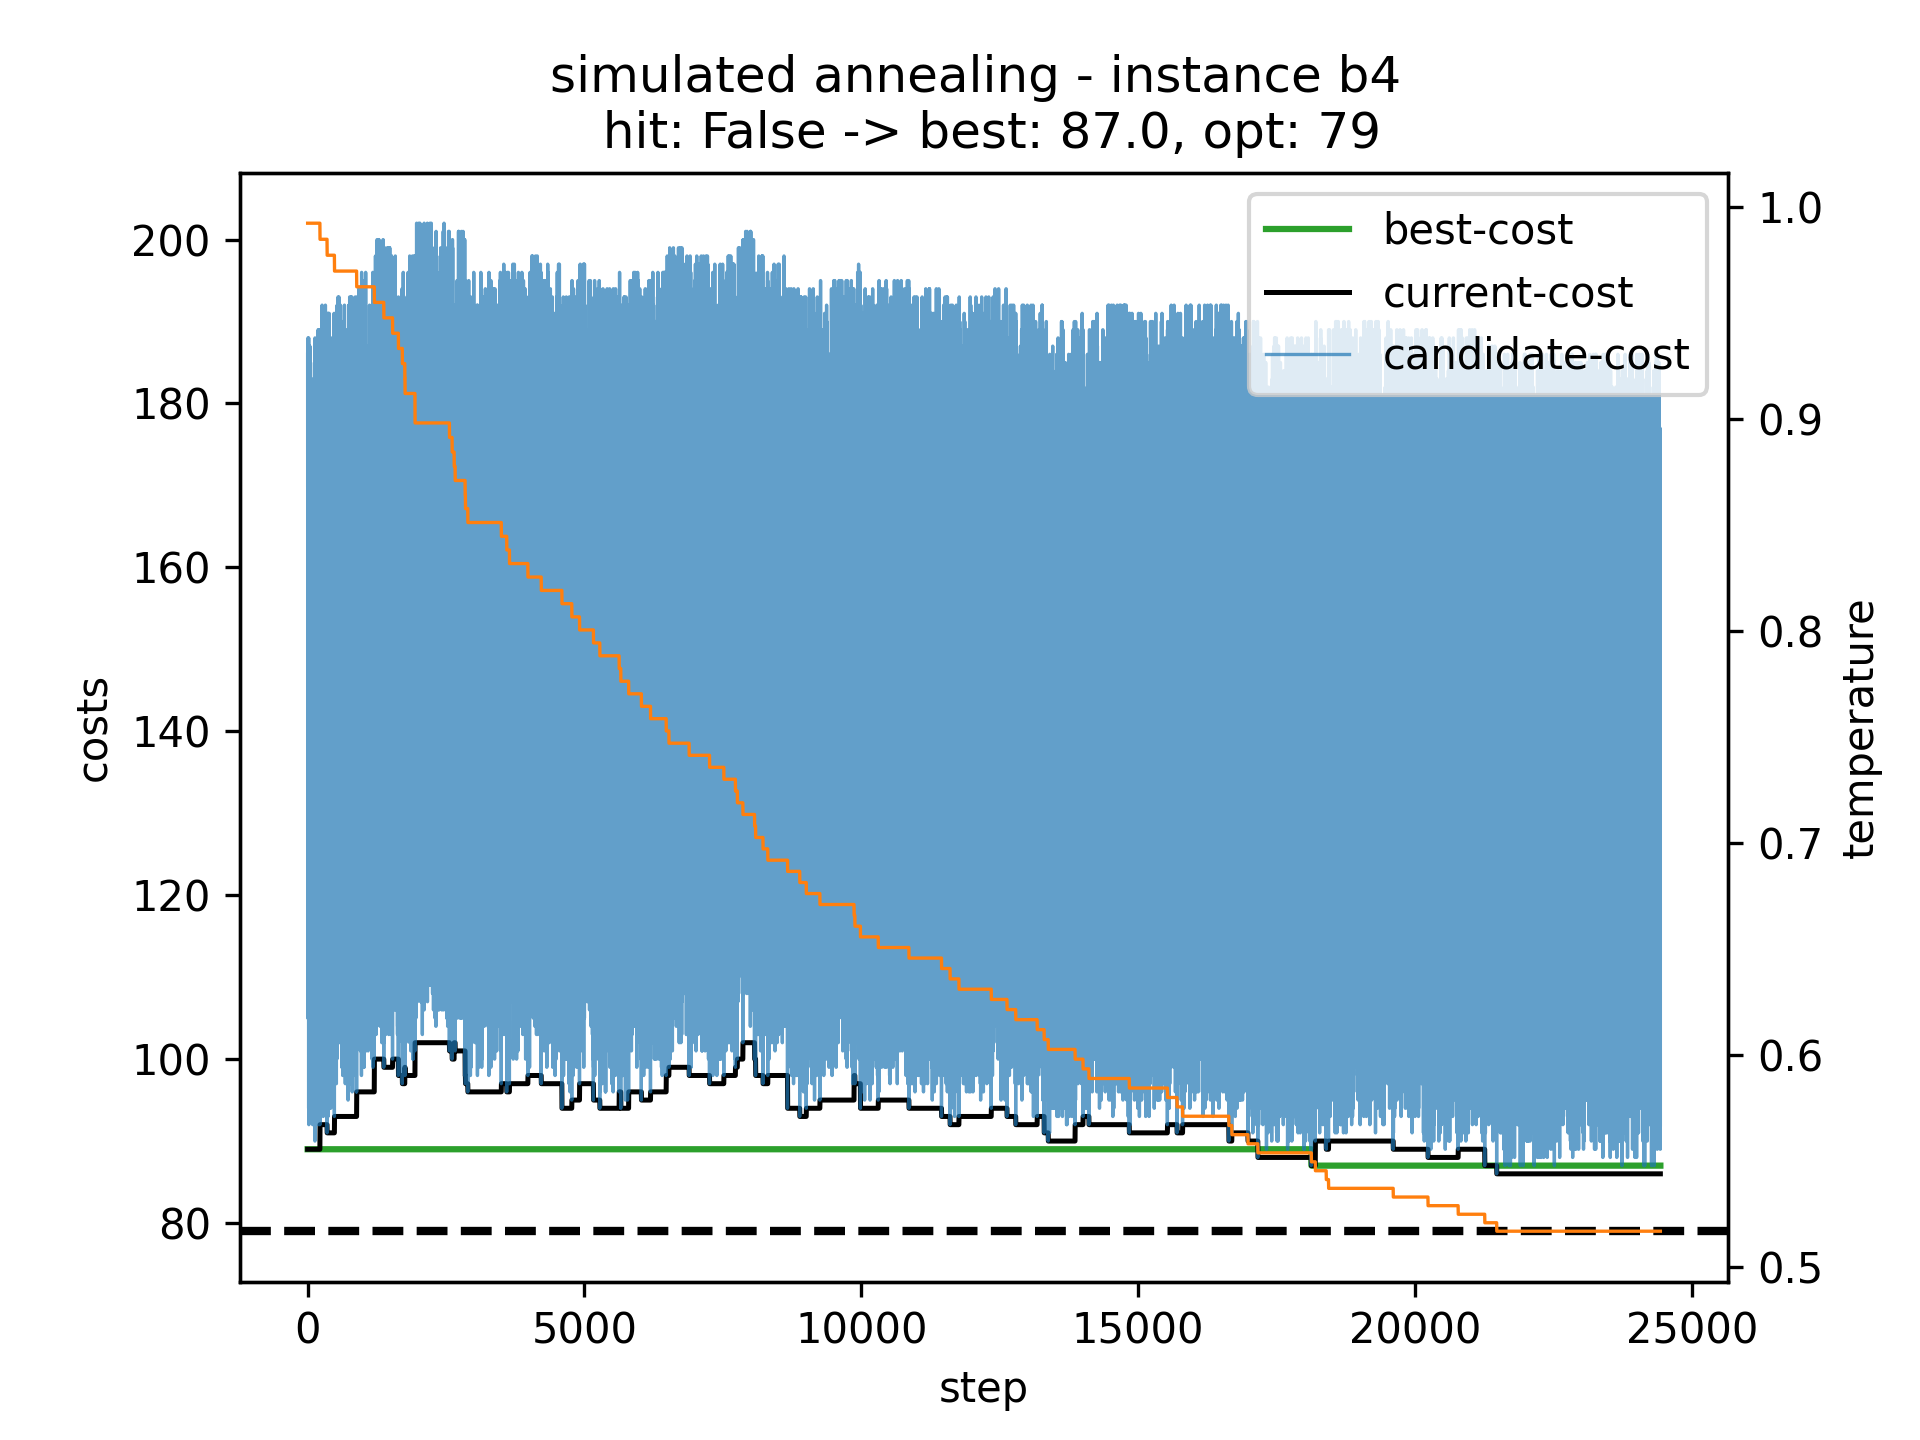 simulated annealing - instance b4
hit: False -> best: 87.0, opt: 79
best-cost
current-cost
candidate-cost
200
180
160
140
120
100
80
costs
1.0
0.9
0.8
0.7
0.6
0.5
temperature
0
5000
10000
15000
20000
25000
step